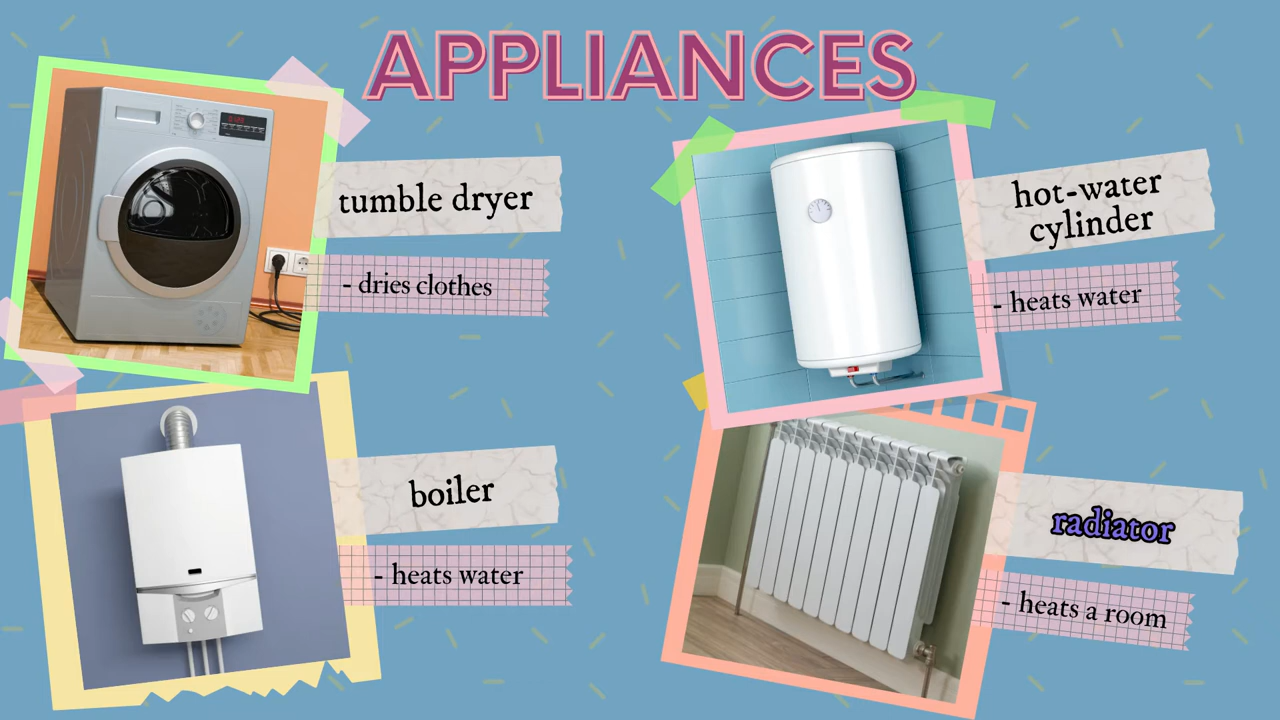 APPLIANCES
tumble dryer
- dries clothes
hot-water
cylinder
- heats water
boiler
- heats water
radiator
- heats a room